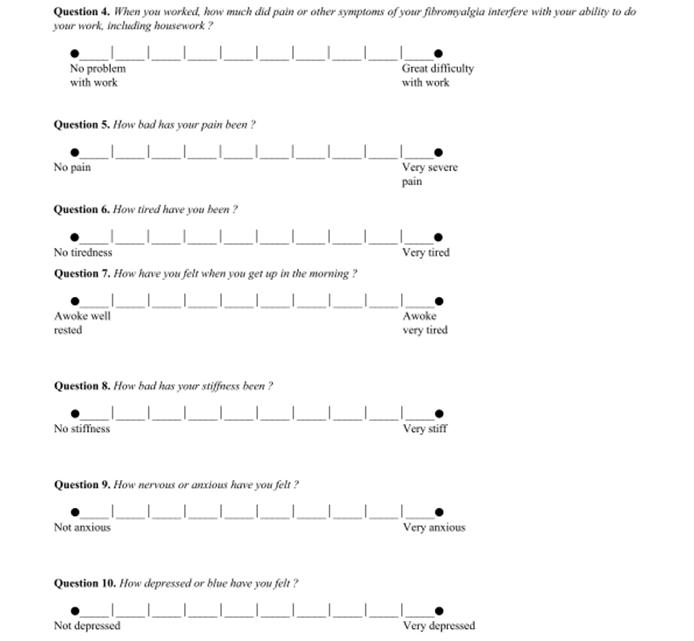 Question 4. When you worked, how much did pain or other symptoms of your fibromyalgia interfere with your ability to do
your work, including housework ?
No problem Great difficulty
with work with work
Question 5. How bad has your pain been ?
No pain Very severe
pain
Question 6. How tired have you been ?
No tiredness Very tired
Question 7. How have you felt when you get up in the morning ?
Awoke well Awoke
rested very tired
Question 8. How bad has your stiffness been ?
No stiffness Very stiff
Question 9. How nervous or anxious have you felt ?
Not anxious Very anxious
Question 10. How depressed or blue have you felt ?
Not depressed Very depressed